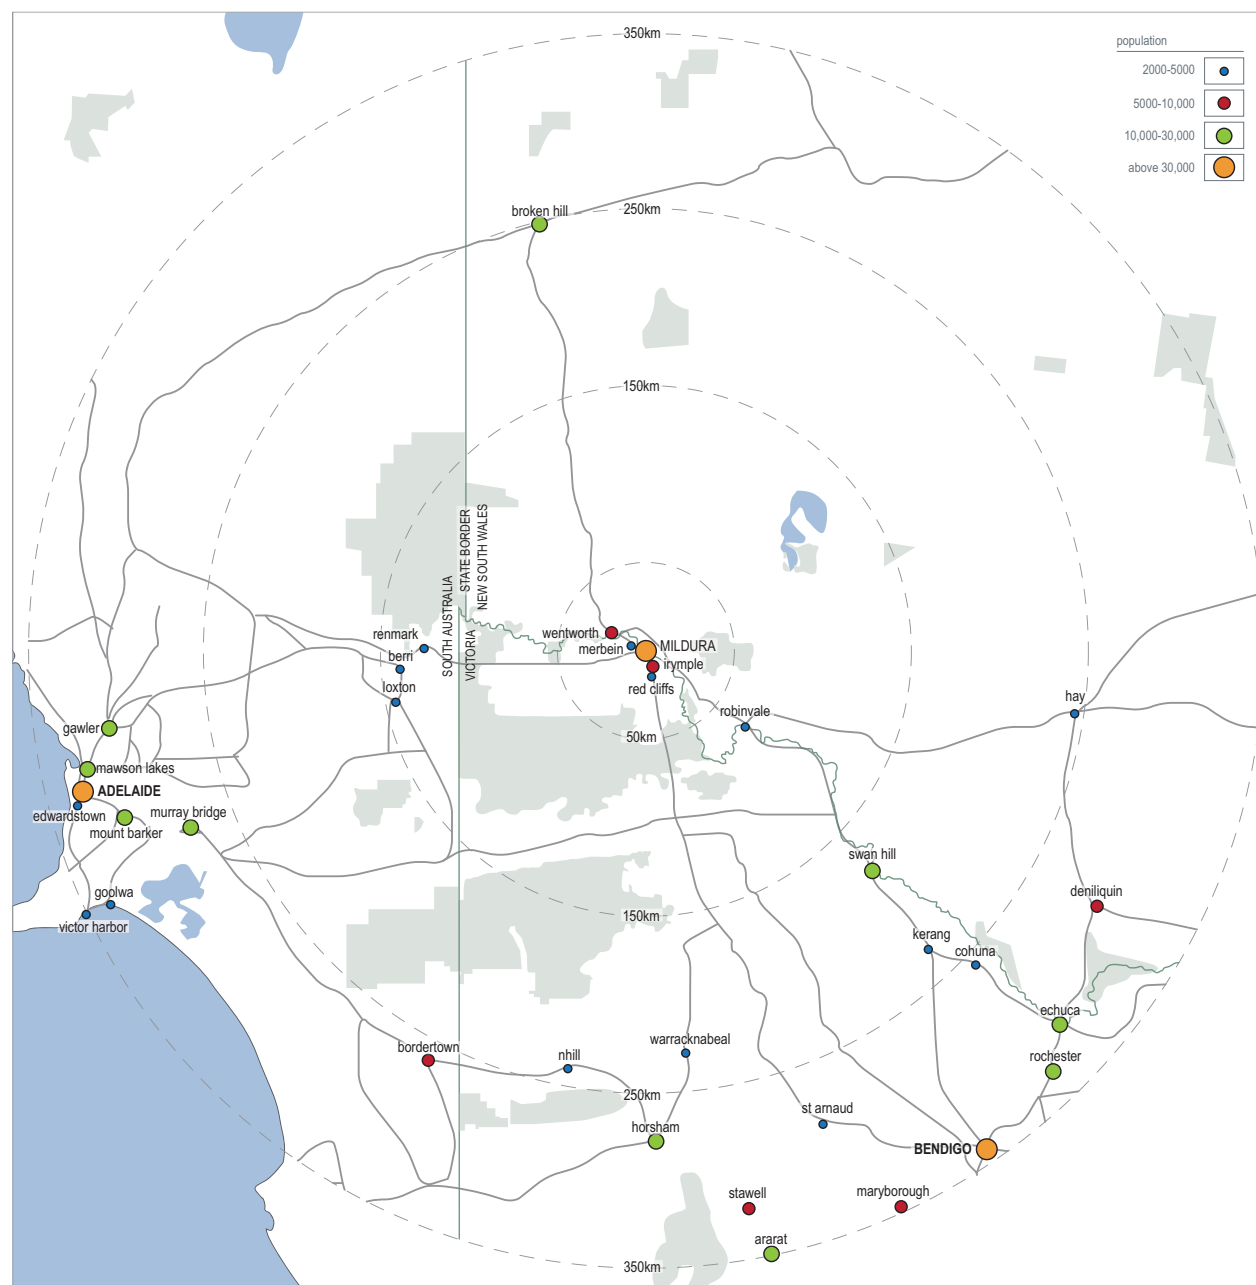 350km
population
2000-5000
5000-10,000
10,000-30,000
above 30,000
broken hill
250km
150km
STATE BORDER
NEW SOUTH WALES
SOUTH AUSTRALIA
VICTORIA
wentworth
renmark
merbein
MILDURA
berri
irymple
loxton
red cliffs
hay
robinvale
gawler
50km
mawson lakes
ADELAIDE
edwardstown
murray bridge
mount barker
swan hill
goolwa
deniliquin
150km
victor harbor
kerang
cohuna
echuca
warracknabeal
bordertown
nhill
rochester
250km
st arnaud
horsham
BENDIGO
stawell
maryborough
ararat
350km